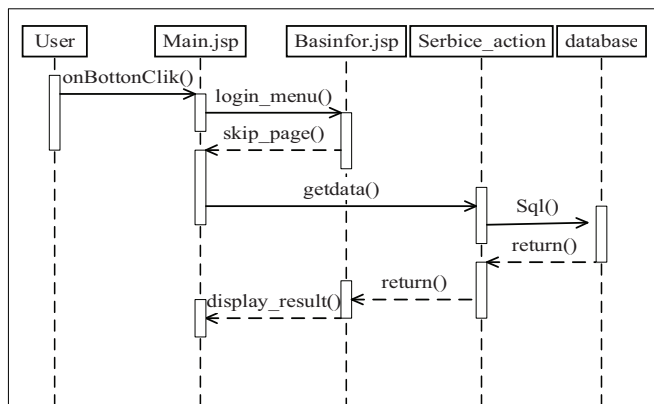 User Main.jsp Basinfor.jsp Serbice_action database
onBottonClik()
login_menu()
skip_page()
getdata()
Sql()
return()
return()
display_result()